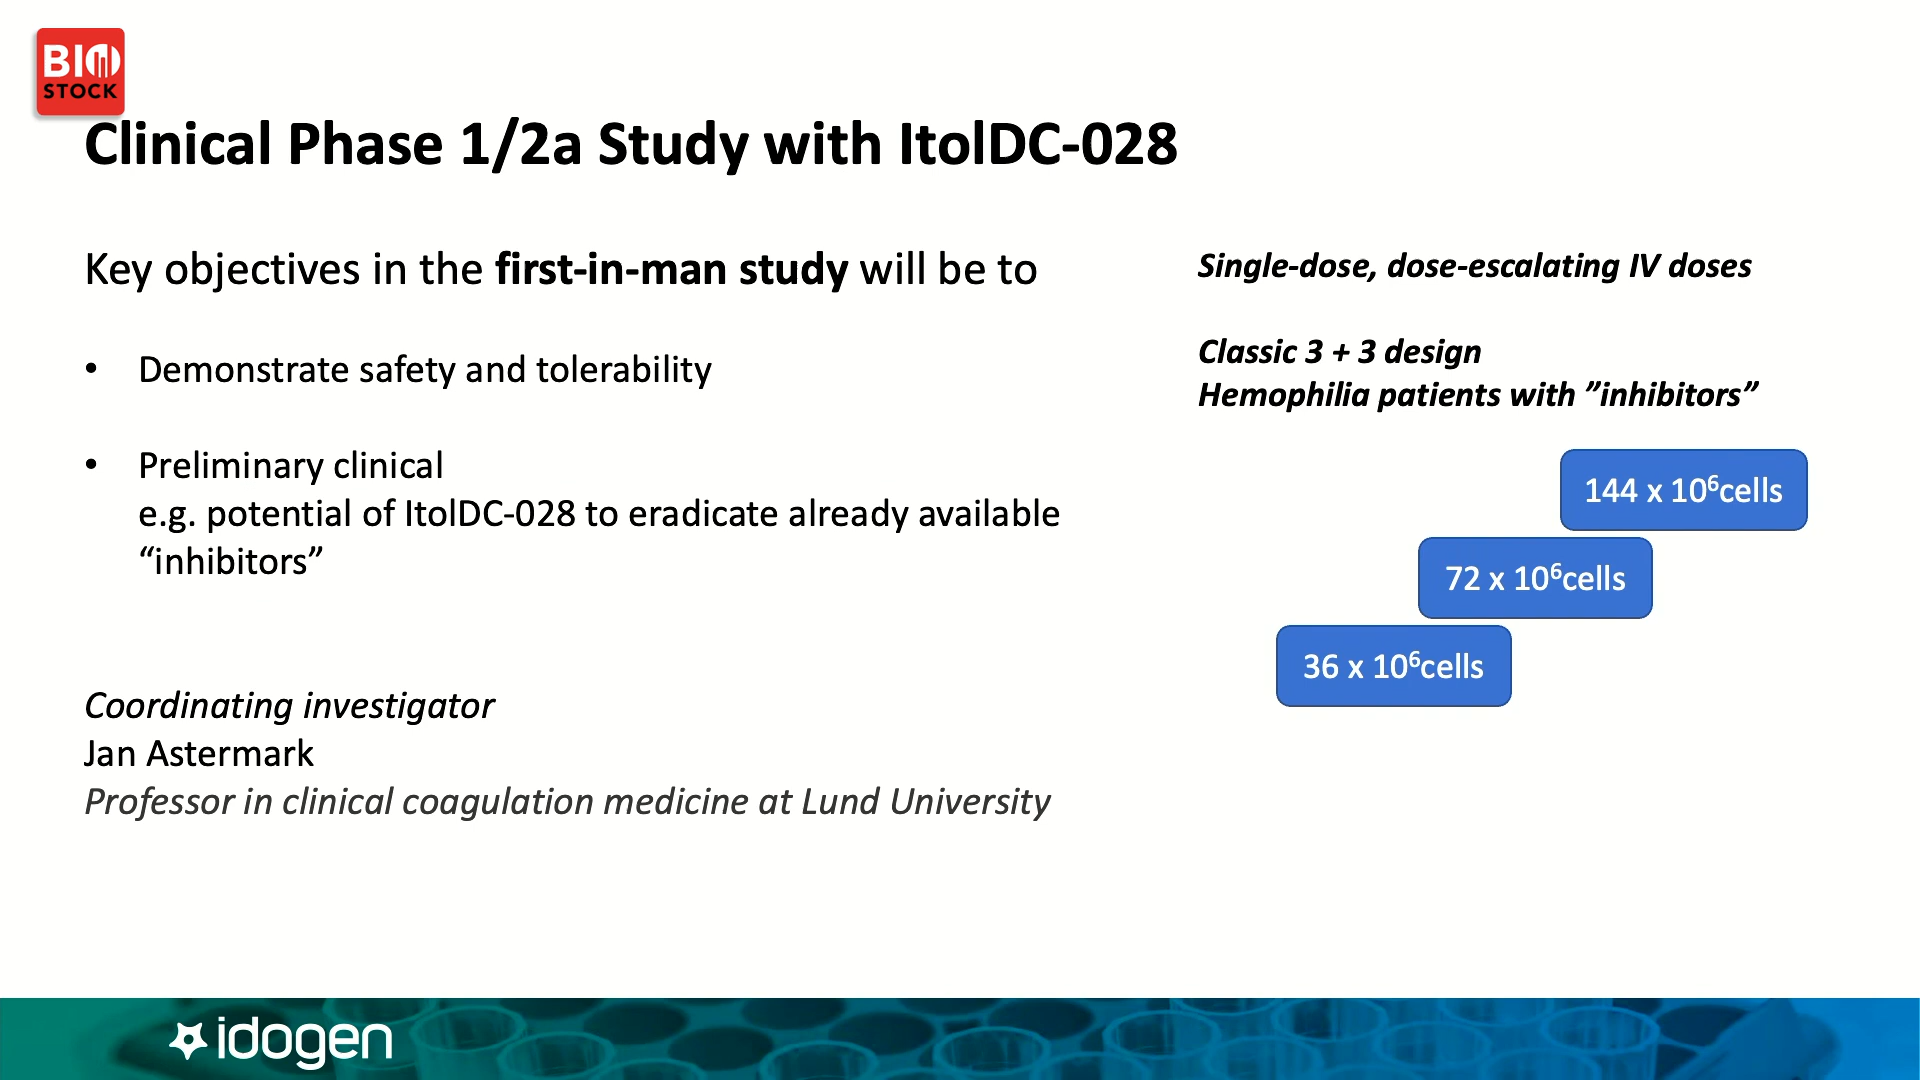 BIO
STOCK
Clinical Phase 1/2a Study with ItolDC-028
Key objectives in the first-in-man study will be to
• Demonstrate safety and tolerability
• Preliminary clinical
e.g. potential of ItolDC-028 to eradicate already available
“inhibitors”
Coordinating investigator
Jan Astermark
Professor in clinical coagulation medicine at Lund University
Single-dose, dose-escalating IV doses
Classic 3 + 3 design
Hemophilia patients with ”inhibitors”
144 x 10⁶cells
72 x 10⁶cells
36 x 10⁶cells
idogen